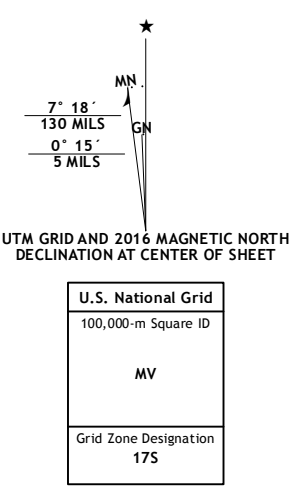 ★
MN
7° 18´
130 MILS
GN
0° 15´
5 MILS
UTM GRID AND 2016 MAGNETIC NORTH
DECLINATION AT CENTER OF SHEET
U.S. National Grid
100,000-m Square ID
MV
Grid Zone Designation
17S